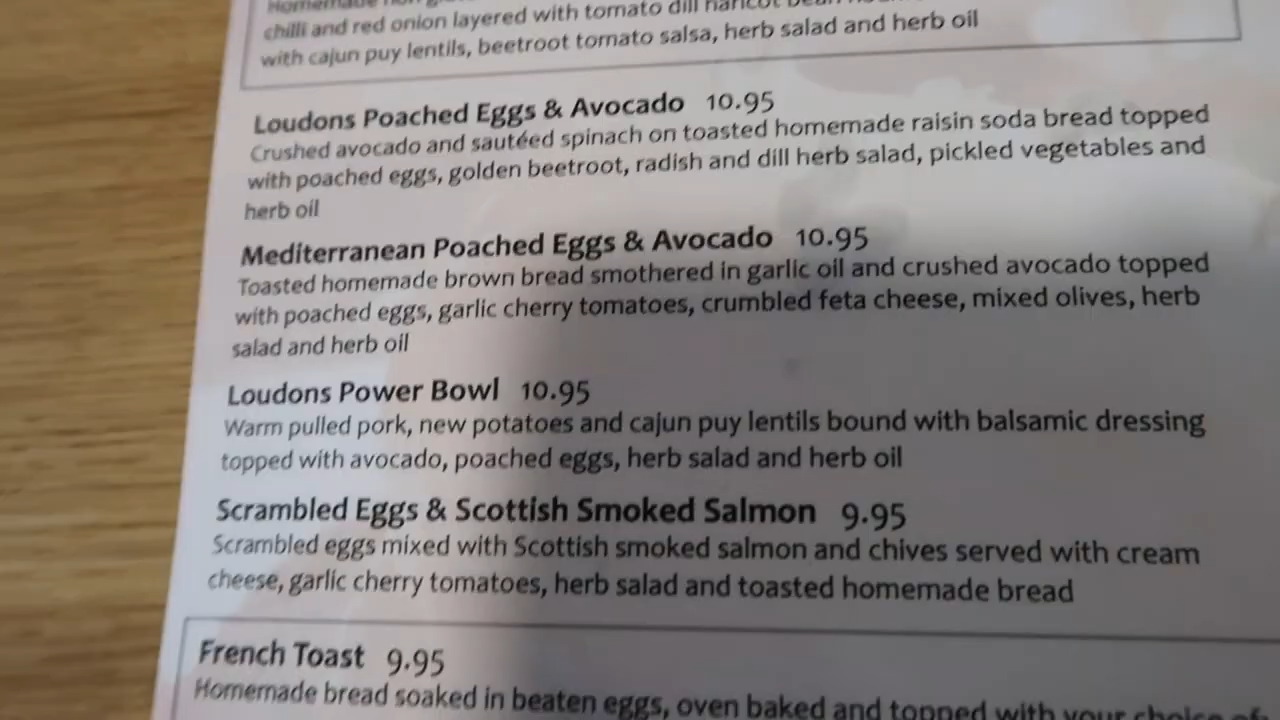 Homemade
chilli and red onion layered with tomato dill haricot bean
with cajun puy lentils, beetroot tomato salsa, herb salad and herb oil
Loudons Poached Eggs & Avocado 10.95
Crushed avocado and sautéed spinach on toasted homemade raisin soda bread topped
with poached eggs, golden beetroot, radish and dill herb salad, pickled vegetables and
herb oil
Mediterranean Poached Eggs & Avocado 10.95
Toasted homemade brown bread smothered in garlic oil and crushed avocado topped
with poached eggs, garlic cherry tomatoes, crumbled feta cheese, mixed olives, herb
salad and herb oil
Loudons Power Bowl 10.95
Warm pulled pork, new potatoes and cajun puy lentils bound with balsamic dressing
topped with avocado, poached eggs, herb salad and herb oil
Scrambled Eggs & Scottish Smoked Salmon 9.95
Scrambled eggs mixed with Scottish smoked salmon and chives served with cream
cheese, garlic cherry tomatoes, herb salad and toasted homemade bread
French Toast 9.95
Homemade bread soaked in beaten eggs, oven baked and topped with your choice of